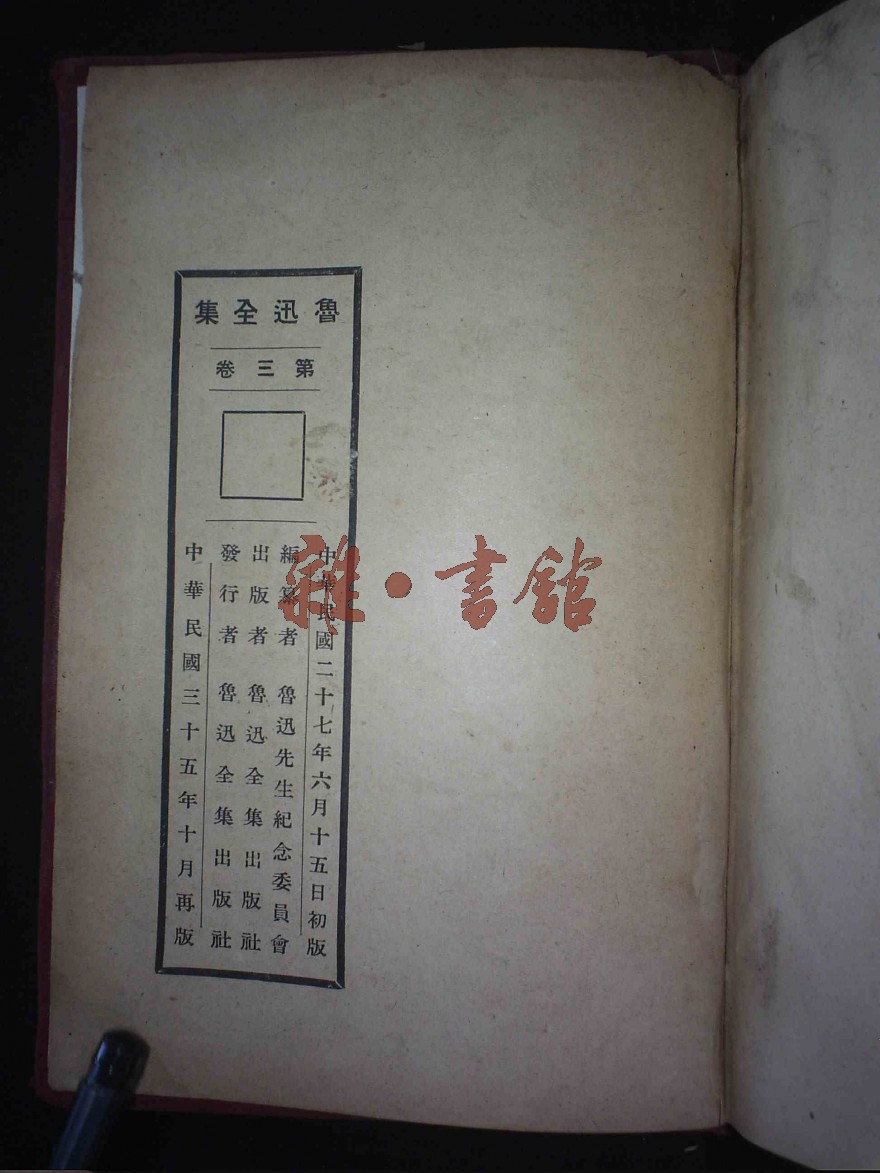 魯迅全集
第三卷
中華民國二十七年六月十五日初版
編纂者 魯迅先生紀念委員會
出版者 魯迅全集出版社
發行者 魯迅全集出版社
中華民國三十五年十月再版
雜·書館